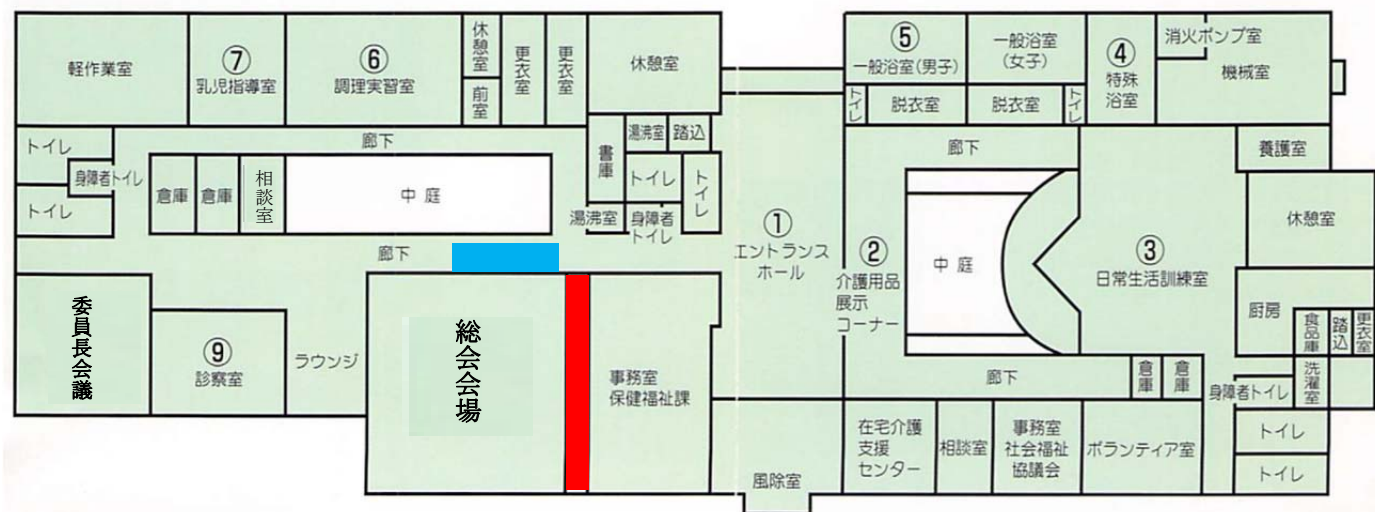 軽作業室
⑦
乳児指導室
⑥
調理実習室
休憩室
前室
更衣室
更衣室
休憩室
⑤
一般浴室(男子)
一般浴室
(女子)
④
特殊
浴室
消火ポンプ室
機械室
トイレ
脱衣室
脱衣室
トイレ
トイレ
身障者トイレ
トイレ
廊下
倉庫
倉庫
相談室
中庭
書庫
湯沸室
踏込
トイレ
トイレ
湯沸室
身障者
トイレ
廊下
①
エントランス
ホール
廊下
②
介護用品
展示
コーナー
中庭
③
日常生活訓練室
養護室
休憩室
厨房
食品庫
踏込
更衣室
洗濯室
委員長会議
⑨
診察室
ラウンジ
総会会場
事務室
保健福祉課
風除室
廊下
倉庫
倉庫
身障者トイレ
トイレ
トイレ
在宅介護
支援
センター
相談室
事務室
社会福祉
協議会
ボランティア室